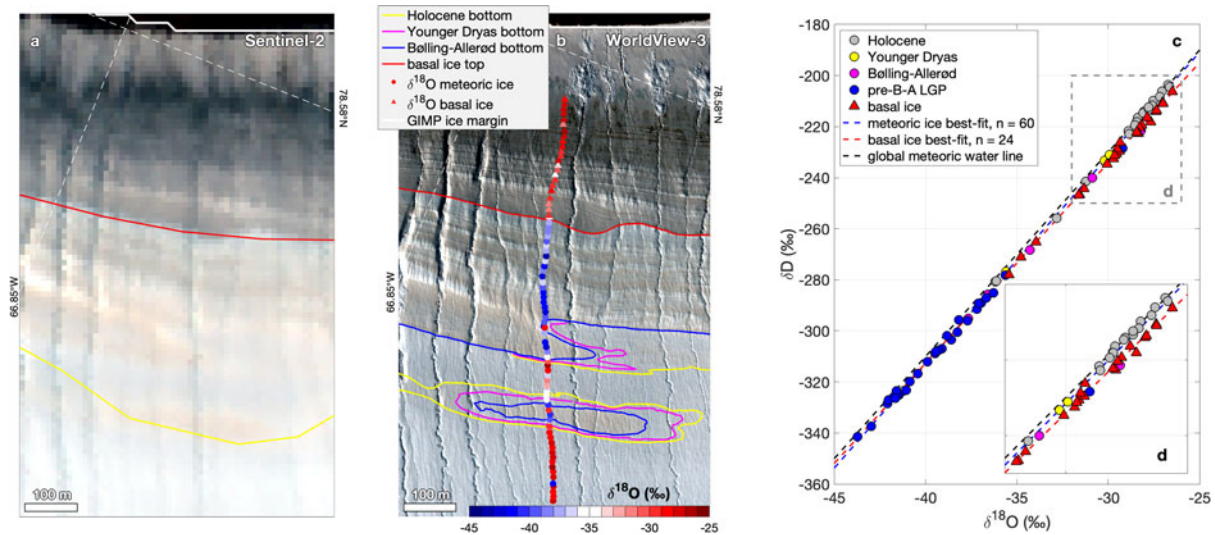 a
Sentinel-2
66.85°W
78.58°N
100 m
Holocene bottom
Younger Dryas bottom
Bølling-Allerød bottom
basal ice top
δ¹⁸O meteoric ice
δ¹⁸O basal ice
GIMP ice margin
b
WorldView-3
66.85°W
78.58°N
100 m
δ¹⁸O (‰)
-45 -40 -35 -30 -25
c
Holocene
Younger Dryas
Bølling-Allerød
pre-B-A LGP
basal ice
meteoric ice best-fit, n = 60
basal ice best-fit, n = 24
global meteoric water line
d
d
δD (‰)
-180
-200
-220
-240
-260
-280
-300
-320
-340
-360
-45 -40 -35 -30 -25
δ¹⁸O (‰)